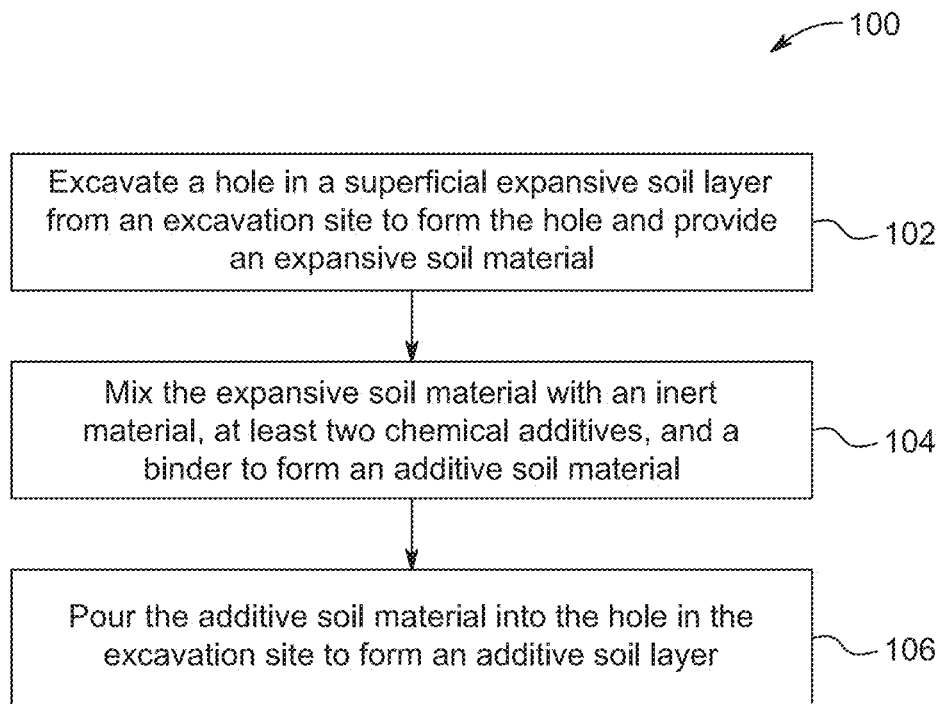 100
Excavate a hole in a superficial expansive soil layer
from an excavation site to form the hole and provide
an expansive soil material
102
Mix the expansive soil material with an inert
material, at least two chemical additives, and a
binder to form an additive soil material
104
Pour the additive soil material into the hole in the
excavation site to form an additive soil layer
106